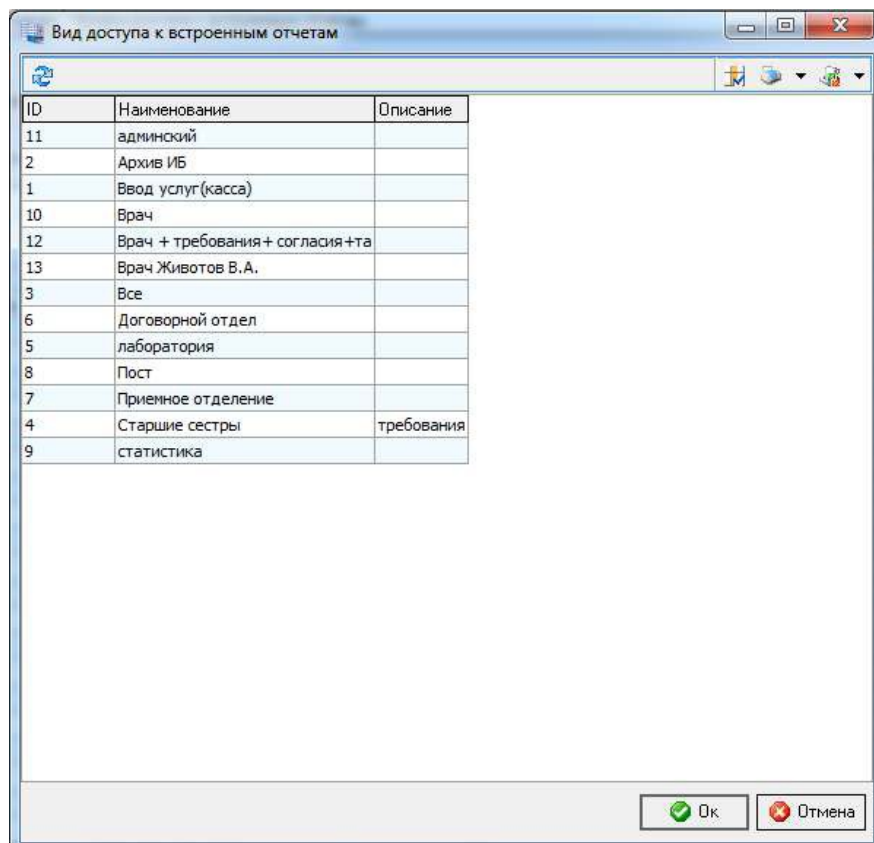 Вид доступа к встроенным отчетам
ID Наименование Описание
11 админский
2 Архив ИБ
1 Ввод услуг(касса)
10 Врач
12 Врач + требования+ согласия+та
13 Врач Животов В.А.
3 Все
6 Договорной отдел
5 лаборатория
8 Пост
7 Приемное отделение
4 Старшие сестры требования
9 статистика
Ок Отмена